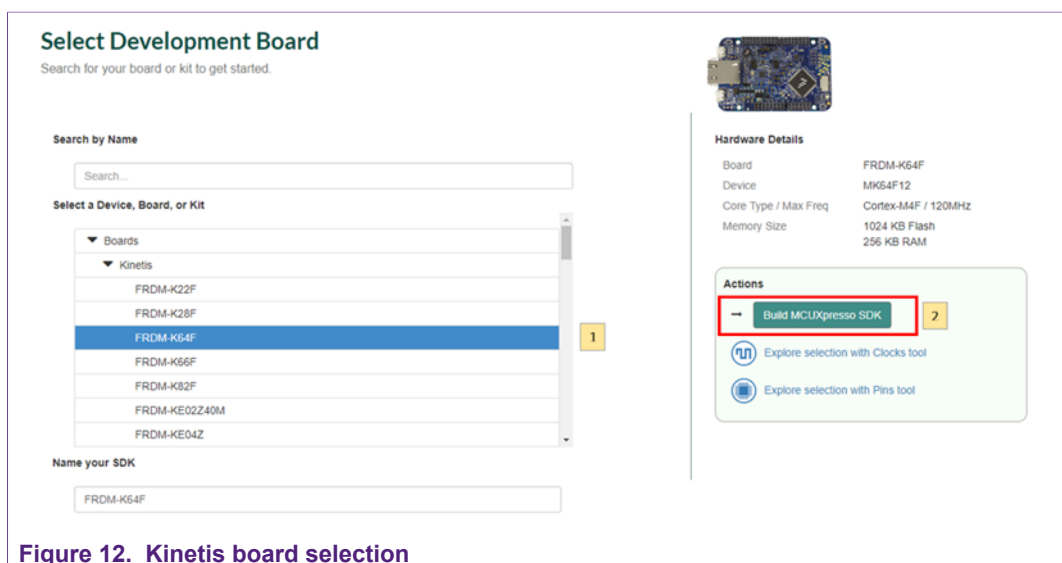 Select Development Board
Search for your board or kit to get started.
Search by Name
Search...
Select a Device, Board, or Kit
Boards
Kinetis
FRDM-K22F
FRDM-K28F
FRDM-K64F
1
FRDM-K66F
FRDM-K82F
FRDM-KE02Z40M
FRDM-KE04Z
Name your SDK
FRDM-K64F
Hardware Details
Board FRDM-K64F
Device MK64F12
Core Type / Max Freq Cortex-M4F / 120MHz
Memory Size 1024 KB Flash
256 KB RAM
Actions
Build MCUXpresso SDK 2
Explore selection with Clocks tool
Explore selection with Pins tool
Figure 12. Kinetis board selection